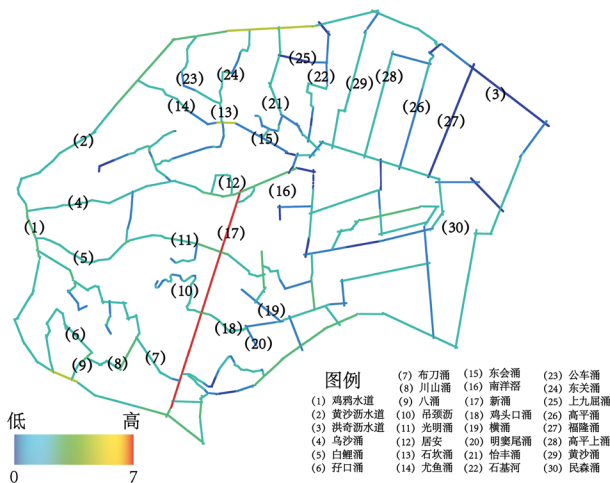 (25)
(23)
(24)
(22)
(29)
(28)
(3)
(14)
(13)
(21)
(26)
(27)
(2)
(15)
(12)
(16)
(4)
(1)
(17)
(30)
(11)
(5)
(10)
(19)
(6)
(18)
(9)
(8)
(7)
(20)
图例
(1) 鸡鸦水道
(2) 黄沙沥水道
(3) 洪奇沥水道
(4) 乌沙涌
(5) 白鲤涌
(6) 孖口涌
(7) 布刀涌
(8) 川山涌
(9) 八涌
(10) 吊颈沥
(11) 光明涌
(12) 居安
(13) 石坎涌
(14) 尤鱼涌
(15) 东会涌
(16) 南洋滘
(17) 新涌
(18) 鸡头口涌
(19) 横涌
(20) 明窦尾涌
(21) 怡丰涌
(22) 石基河
(23) 公车涌
(24) 东关涌
(25) 上九屈涌
(26) 高平涌
(27) 福隆涌
(28) 高平上涌
(29) 黄沙涌
(30) 民森涌
低 高
0 7